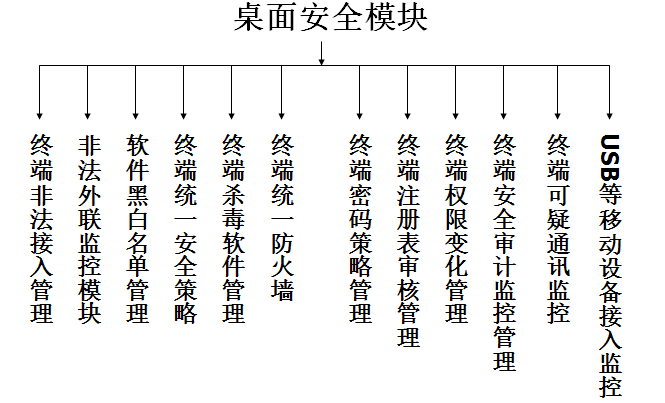 桌面安全模块
终端非法接入管理
非法外联监控模块
软件黑白名单管理
终端统一安全策略
终端杀毒软件管理
终端统一防火墙
终端密码策略管理
终端注册表审核管理
终端权限变化管理
终端安全审计监控管理
终端可疑通讯监控
USB等移动设备接入监控